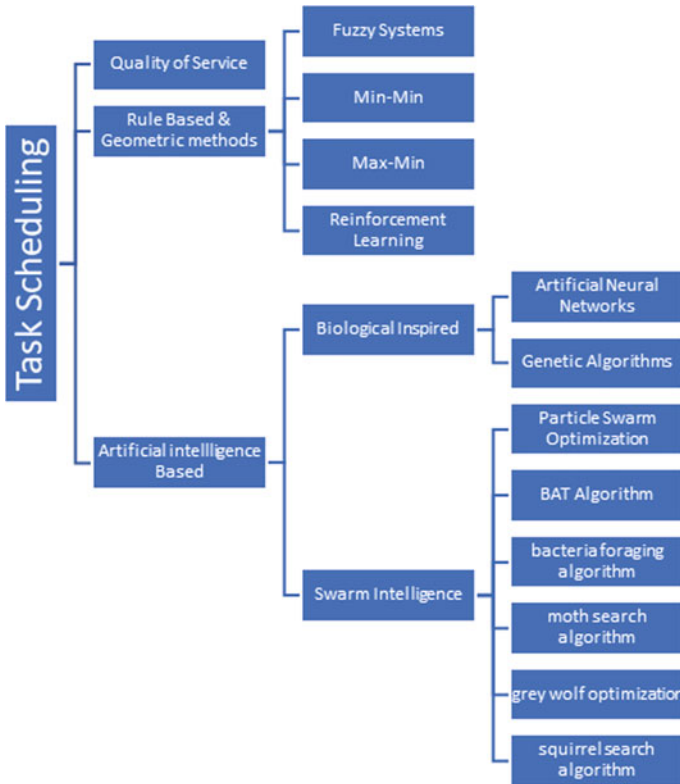 Task Scheduling
Quality of Service
Rule Based &
Geometric methods
Fuzzy Systems
Min-Min
Max-Min
Reinforcement
Learning
Artificial intellligence
Based
Biological Inspired
Artificial Neural
Networks
Genetic Algorithms
Swarm Intelligence
Particle Swarm
Optimization
BAT Algorithm
bacteria foraging
algorithm
moth search
algorithm
grey wolf optimization
squirrel search
algorithm